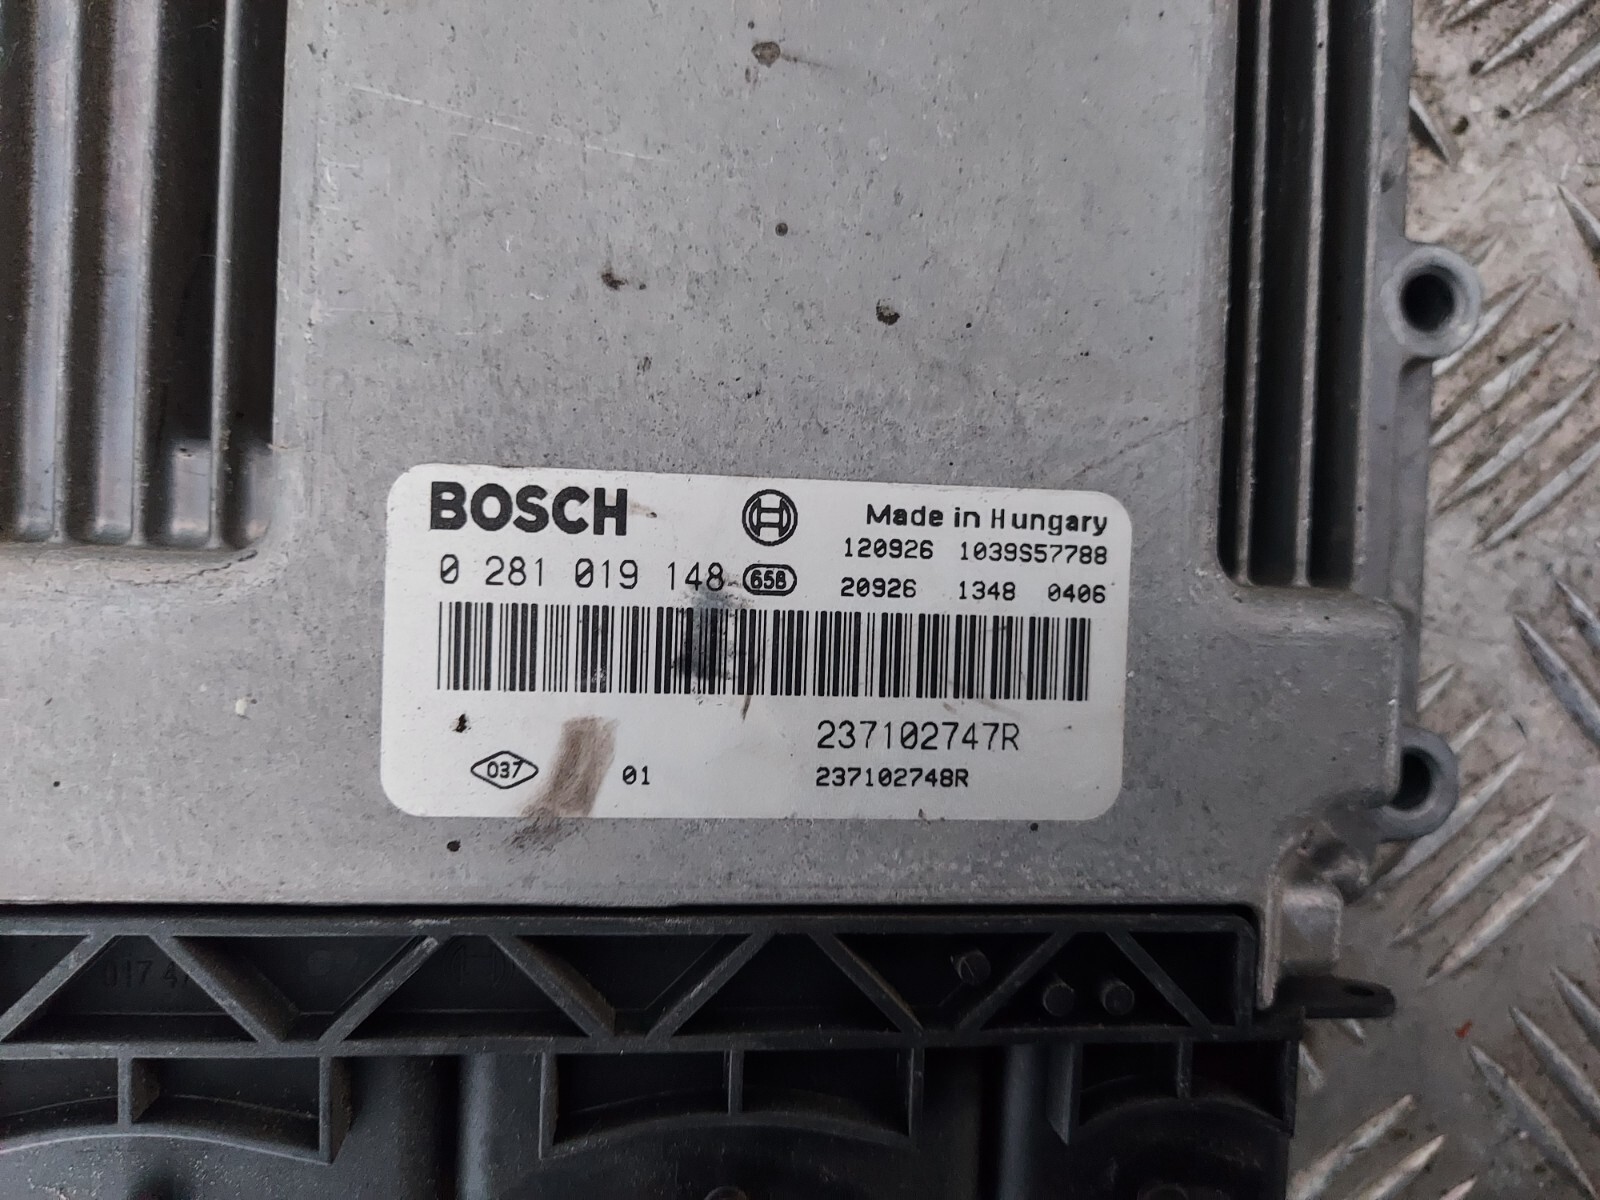 BOSCH
Made in Hungary
120926 1039S57788
0 281 019 148 658
20926 1348 0406
237102747R
037 01 237102748R